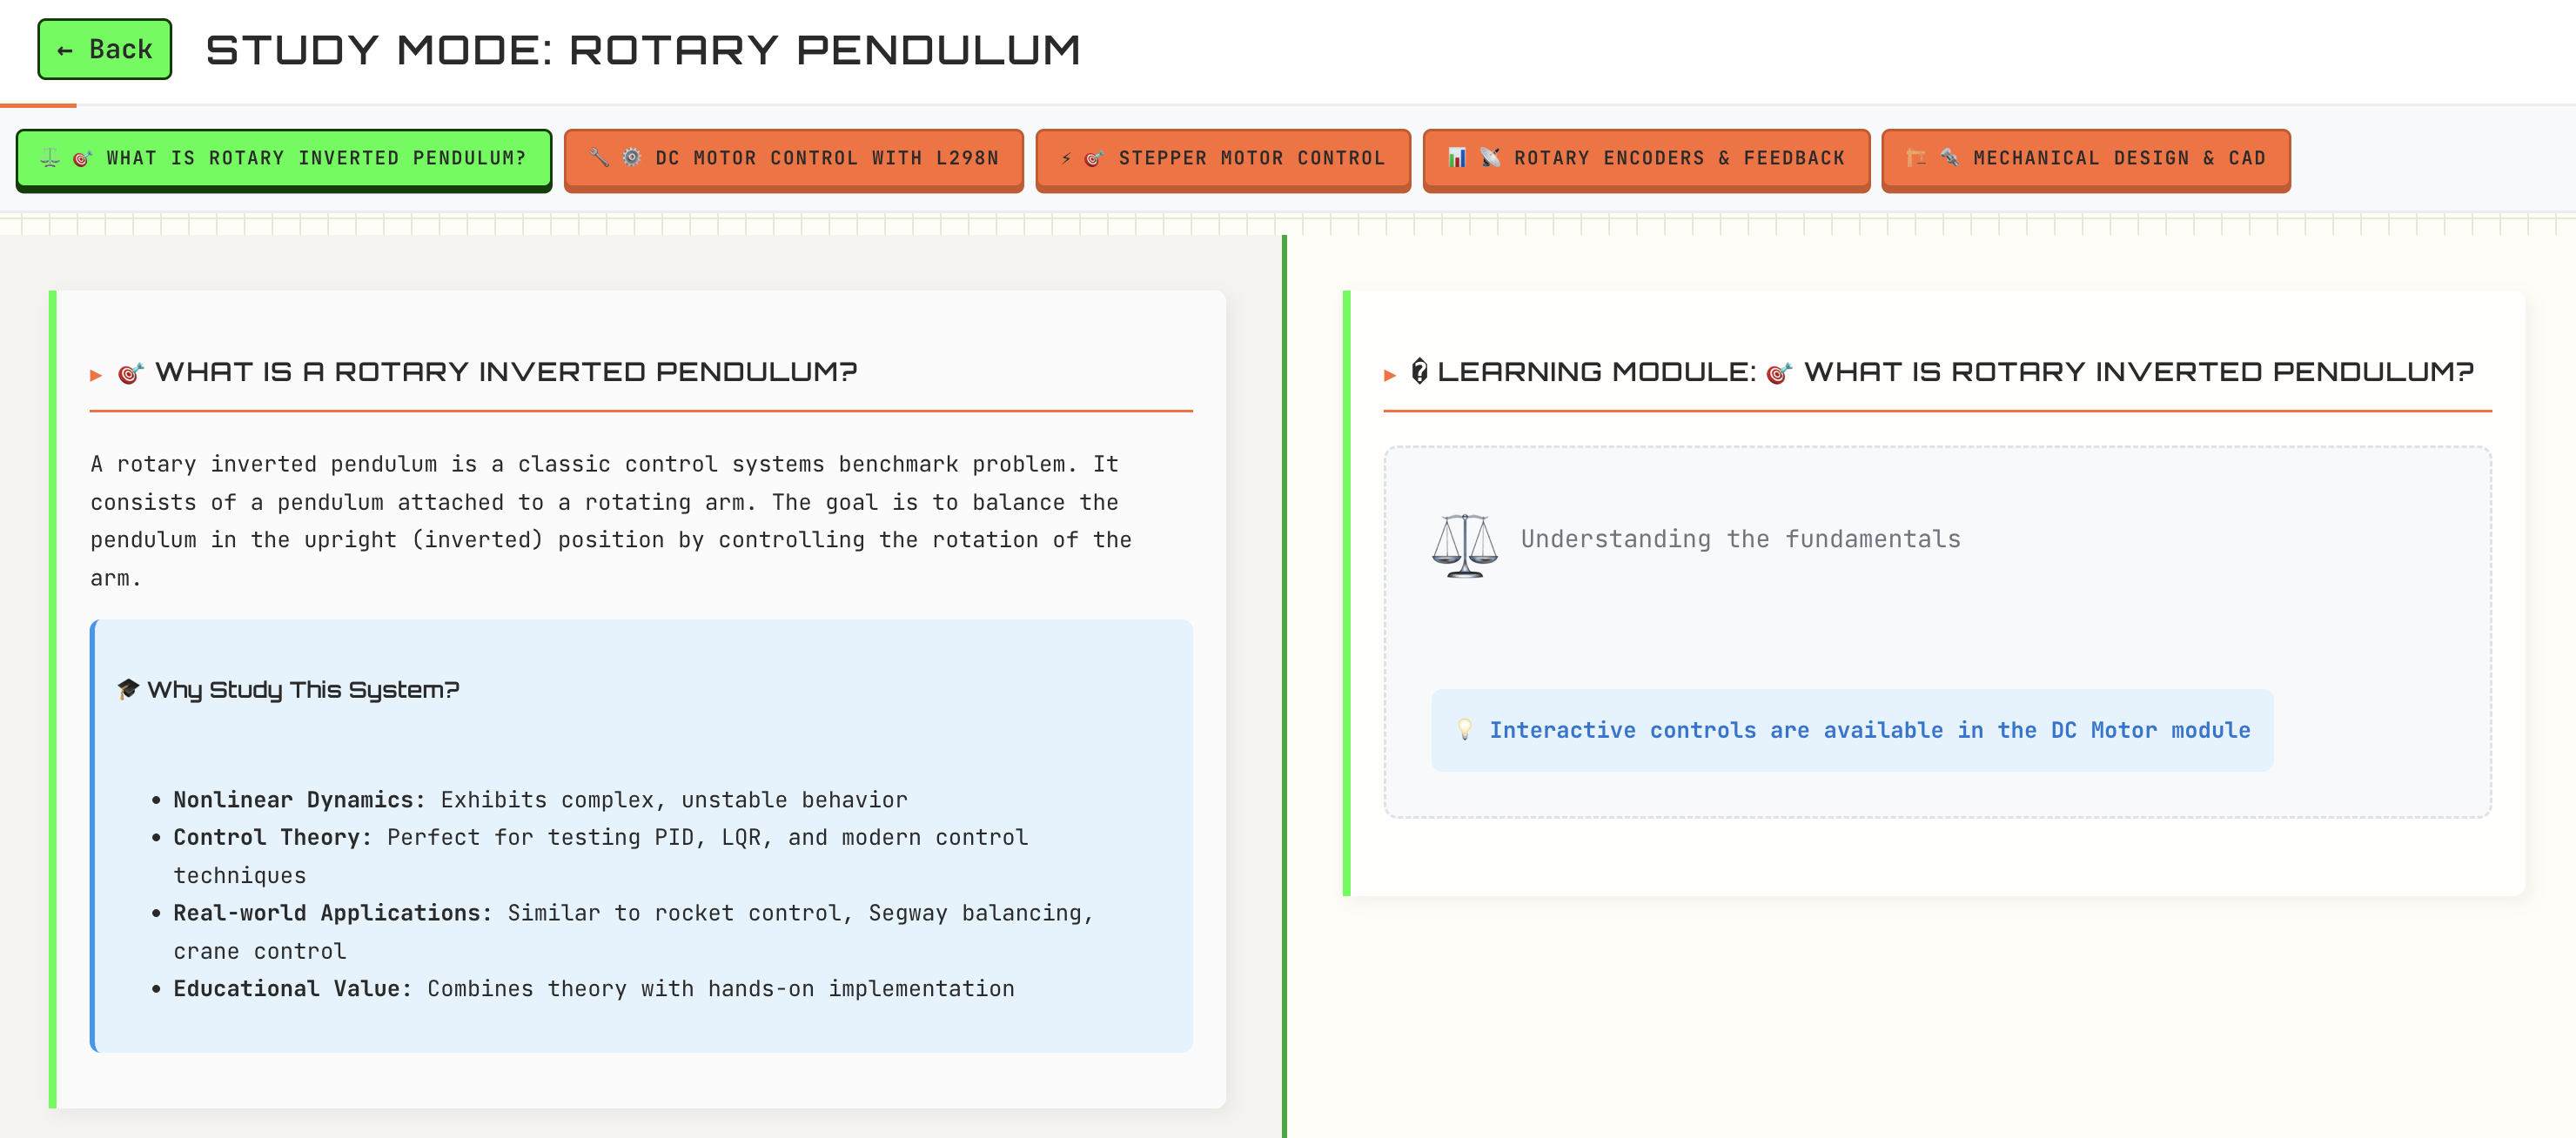 ← Back
STUDY MODE: ROTARY PENDULUM
⚖️ 🎯 WHAT IS ROTARY INVERTED PENDULUM?
🔧 ⚙️ DC MOTOR CONTROL WITH L298N
⚡ 🎯 STEPPER MOTOR CONTROL
📊 📡 ROTARY ENCODERS & FEEDBACK
🏗️ 🔩 MECHANICAL DESIGN & CAD
▸ 🎯 WHAT IS A ROTARY INVERTED PENDULUM?
A rotary inverted pendulum is a classic control systems benchmark problem. It
consists of a pendulum attached to a rotating arm. The goal is to balance the
pendulum in the upright (inverted) position by controlling the rotation of the
arm.
🎓 Why Study This System?
• Nonlinear Dynamics: Exhibits complex, unstable behavior
• Control Theory: Perfect for testing PID, LQR, and modern control
techniques
• Real-world Applications: Similar to rocket control, Segway balancing,
crane control
• Educational Value: Combines theory with hands-on implementation
▸ � LEARNING MODULE: 🎯 WHAT IS ROTARY INVERTED PENDULUM?
⚖️ Understanding the fundamentals
💡 Interactive controls are available in the DC Motor module